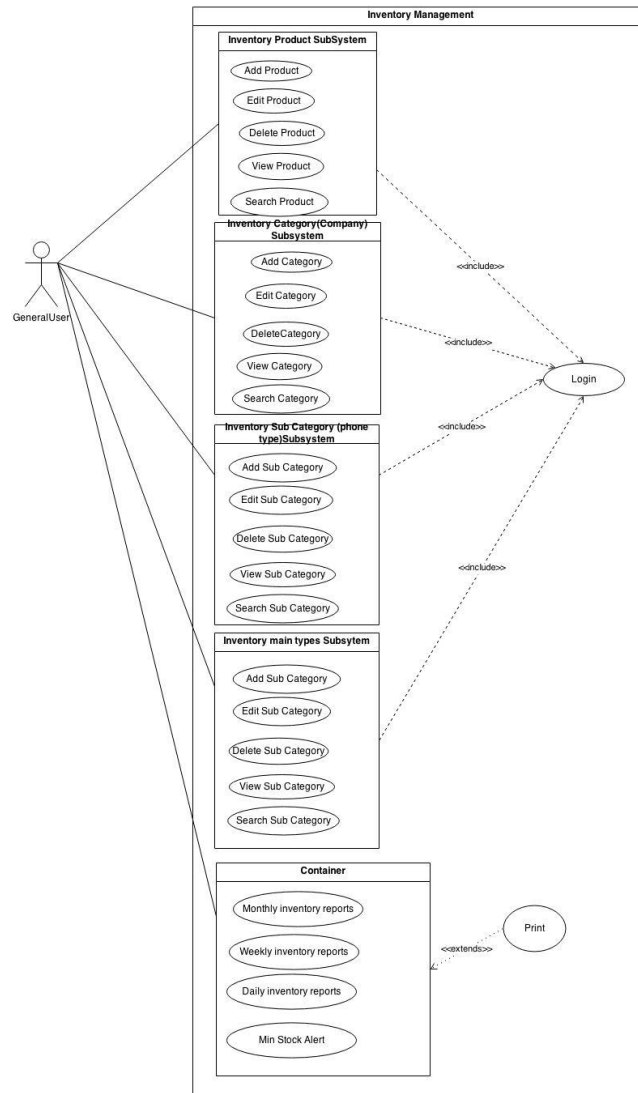 Inventory Management
Inventory Product SubSystem
Add Product
Edit Product
Delete Product
View Product
Search Product
Inventory Category(Company)
Subsystem
Add Category
Edit Category
DeleteCategory
View Category
Search Category
GeneralUser
<<include>>
<<include>>
Login
<<include>>
<<include>>
Inventory Sub Category (phone
type)Subsystem
Add Sub Category
Edit Sub Category
Delete Sub Category
View Sub Category
Search Sub Category
Inventory main types Subsytem
Add Sub Category
Edit Sub Category
Delete Sub Category
View Sub Category
Search Sub Category
Container
Monthly inventory reports
Weekly inventory reports
Daily inventory reports
Min Stock Alert
<<extends>>
Print